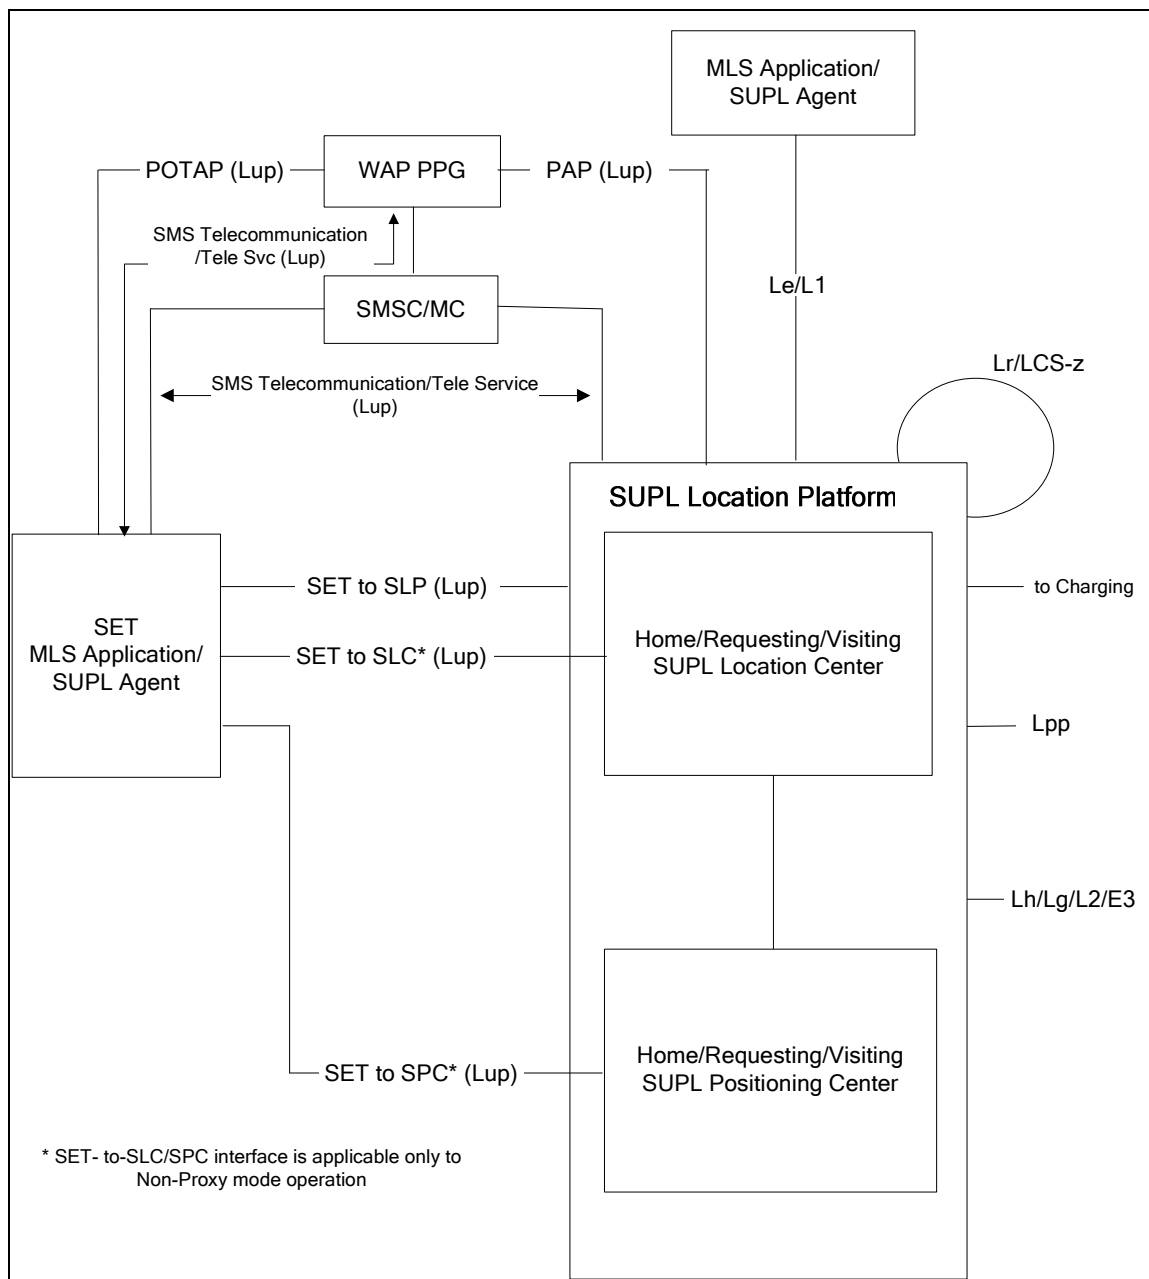 MLS Application/
SUPL Agent
POTAP (Lup)
WAP PPG
PAP (Lup)
SMS Telecommunication
/Tele Svc (Lup)
SMSC/MC
Le/L1
SMS Telecommunication/Tele Service
(Lup)
Lr/LCS-z
SUPL Location Platform
SET
MLS Application/
SUPL Agent
SET to SLP (Lup)
SET to SLC* (Lup)
Home/Requesting/Visiting
SUPL Location Center
to Charging
Lpp
Lh/Lg/L2/E3
SET to SPC* (Lup)
Home/Requesting/Visiting
SUPL Positioning Center
* SET- to-SLC/SPC interface is applicable only to
Non-Proxy mode operation